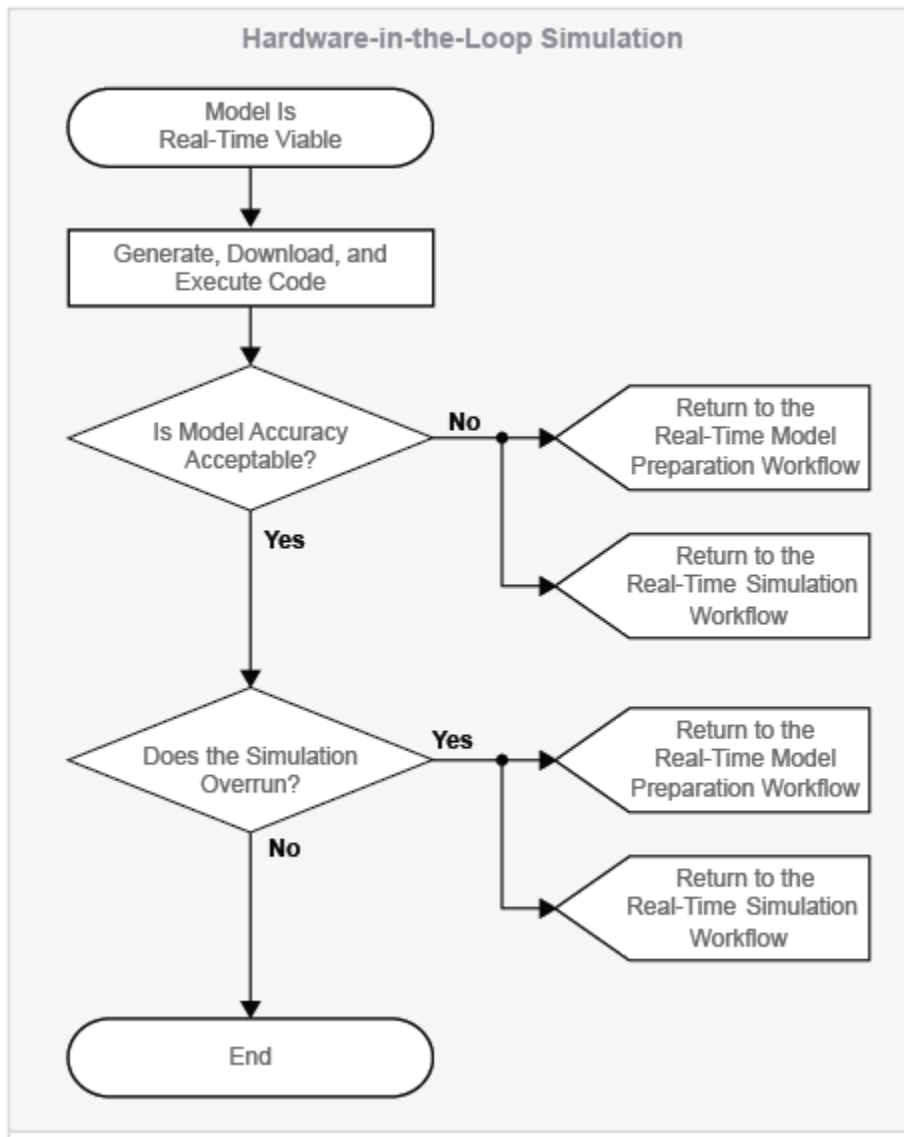 Hardware-in-the-Loop Simulation
Model Is
Real-Time Viable
Generate, Download, and
Execute Code
Is Model Accuracy
Acceptable?
No
Return to the
Real-Time Model
Preparation Workflow
Yes
Return to the
Real-Time Simulation
Workflow
Does the Simulation
Overrun?
Yes
Return to the
Real-Time Model
Preparation Workflow
No
Return to the
Real-Time Simulation
Workflow
End